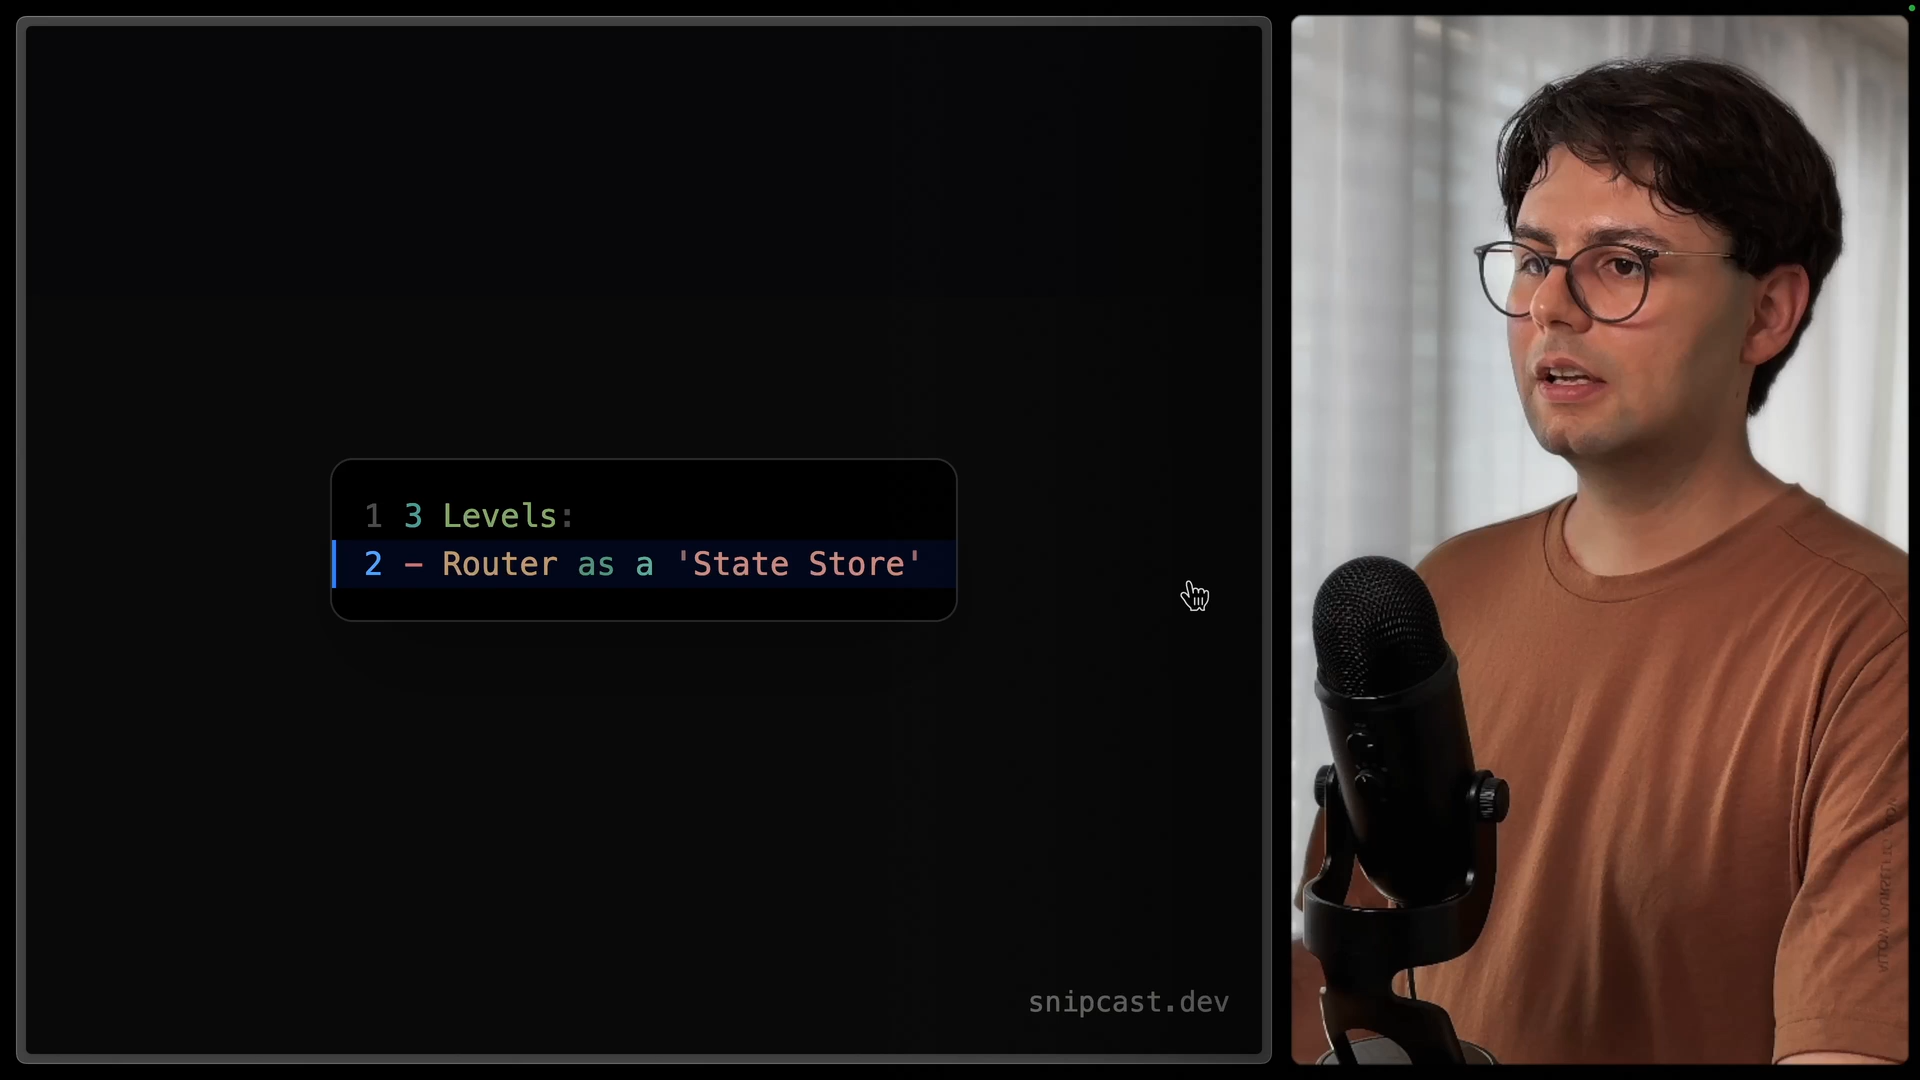 1 3 Levels:
2 - Router as a 'State Store'
snipcast.dev